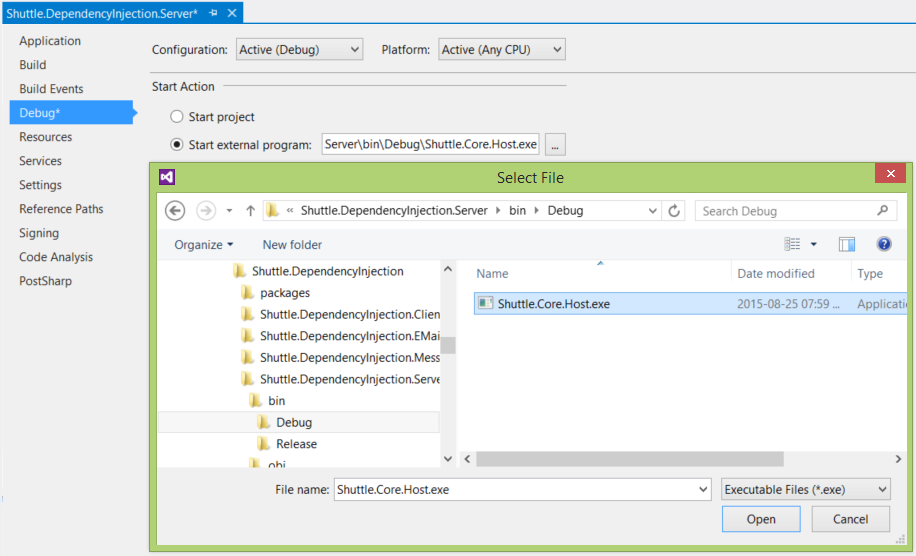 Shuttle.DependencyInjection.Server*
Application
Build
Build Events
Debug*
Resources
Services
Settings
Reference Paths
Signing
Code Analysis
PostSharp
Configuration: Active (Debug) Platform: Active (Any CPU)
Start Action
Start project
Start external program: Server\bin\Debug\Shuttle.Core.Host.exe ...
Select File
« Shuttle.DependencyInjection.Server bin Debug Search Debug
Organize New folder
Shuttle.DependencyInjection
packages
Shuttle.DependencyInjection.Clien
Shuttle.DependencyInjection.EMai
Shuttle.DependencyInjection.Mess
Shuttle.DependencyInjection.Serve
bin
Debug
Release
obj
Name Date modified Type
Shuttle.Core.Host.exe 2015-08-25 07:59 ... Applicatio
File name: Shuttle.Core.Host.exe Executable Files (*.exe)
Open Cancel